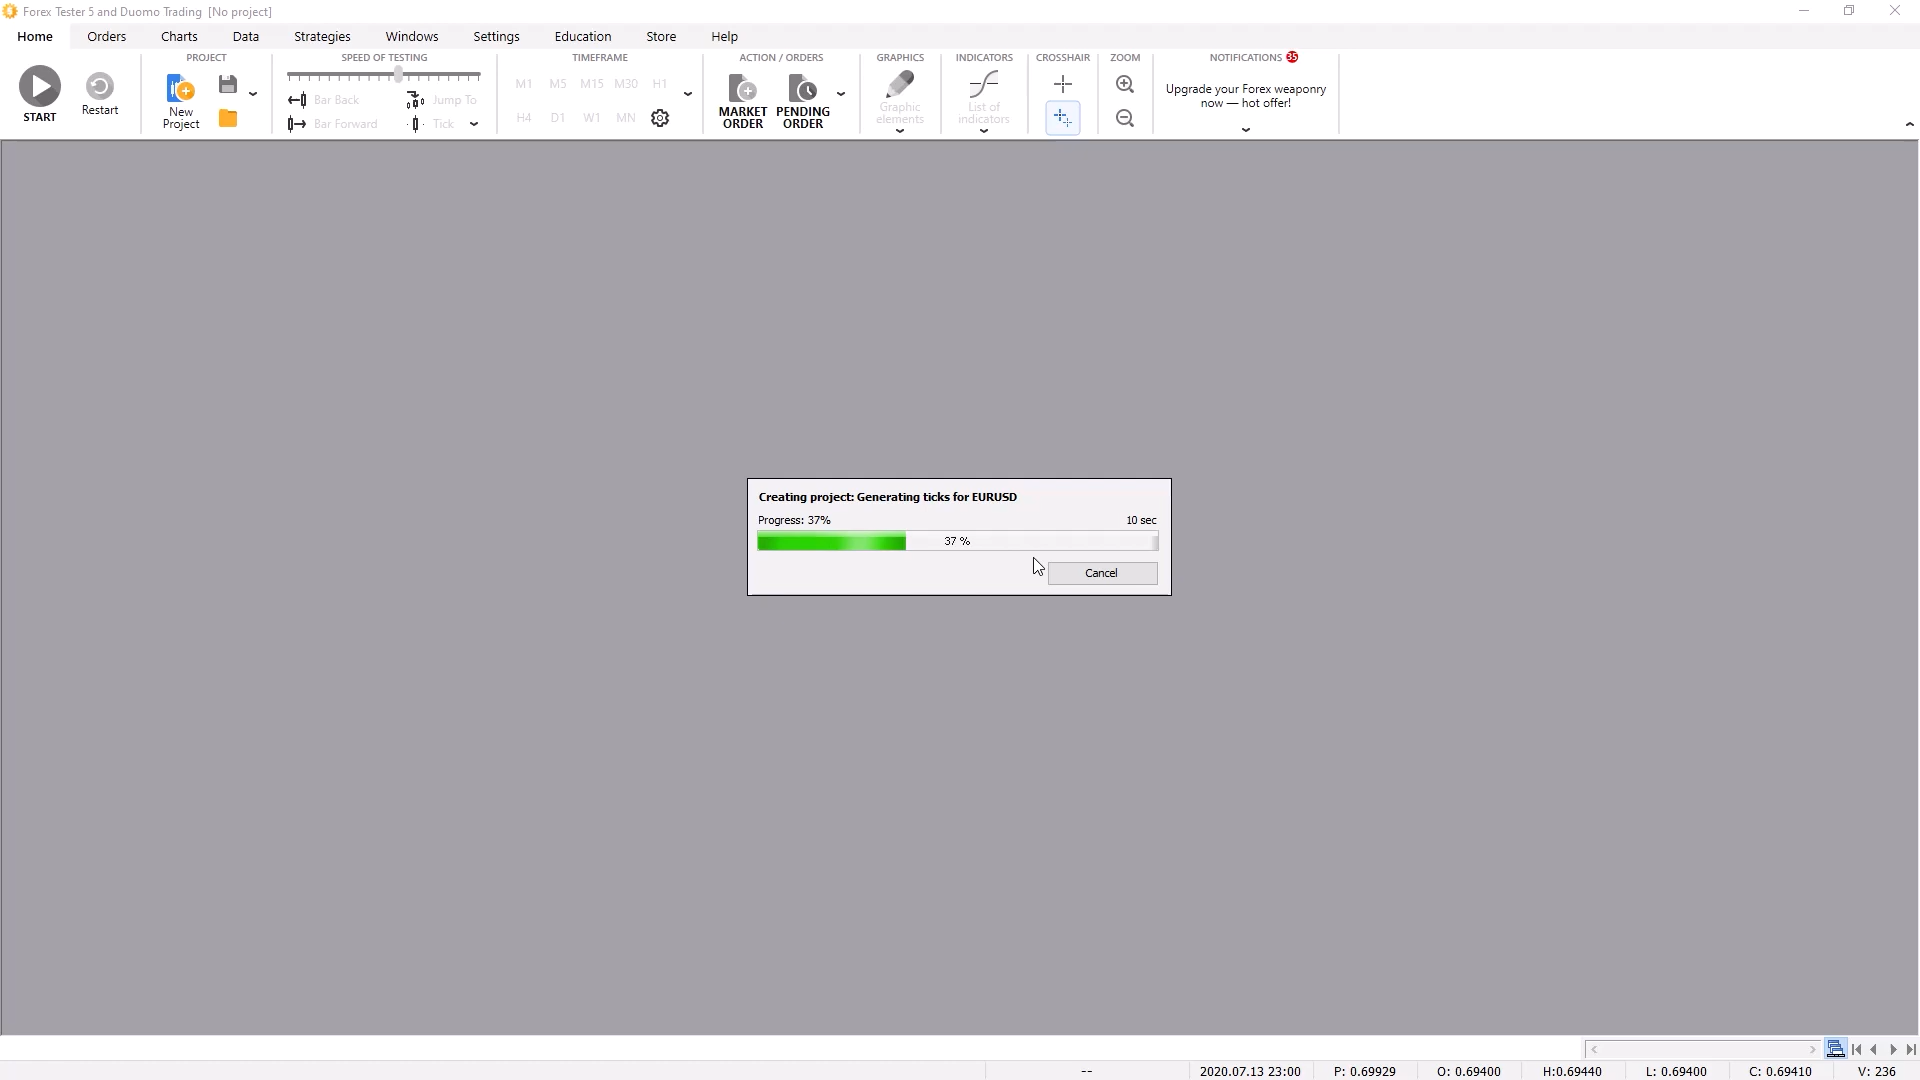 Forex Tester 5 and Duomo Trading [No project]
Home Orders Charts Data Strategies Windows Settings Education Store Help
PROJECT SPEED OF TESTING TIMEFRAME ACTION / ORDERS GRAPHICS INDICATORS CROSSHAIR ZOOM NOTIFICATIONS 35
START
Restart
New
Project
Bar Back Jump To
Bar Forward Tick
M1 M5 M15 M30 H1
H4 D1 W1 MN
MARKET
ORDER
PENDING
ORDER
Graphic
elements
List of
indicators
Upgrade your Forex weaponry
now — hot offer!
Creating project: Generating ticks for EURUSD
Progress: 37% 10 sec
37 %
Cancel
-- 2020.07.13 23:00 P: 0.69929 O: 0.69400 H:0.69440 L: 0.69400 C: 0.69410 V: 236